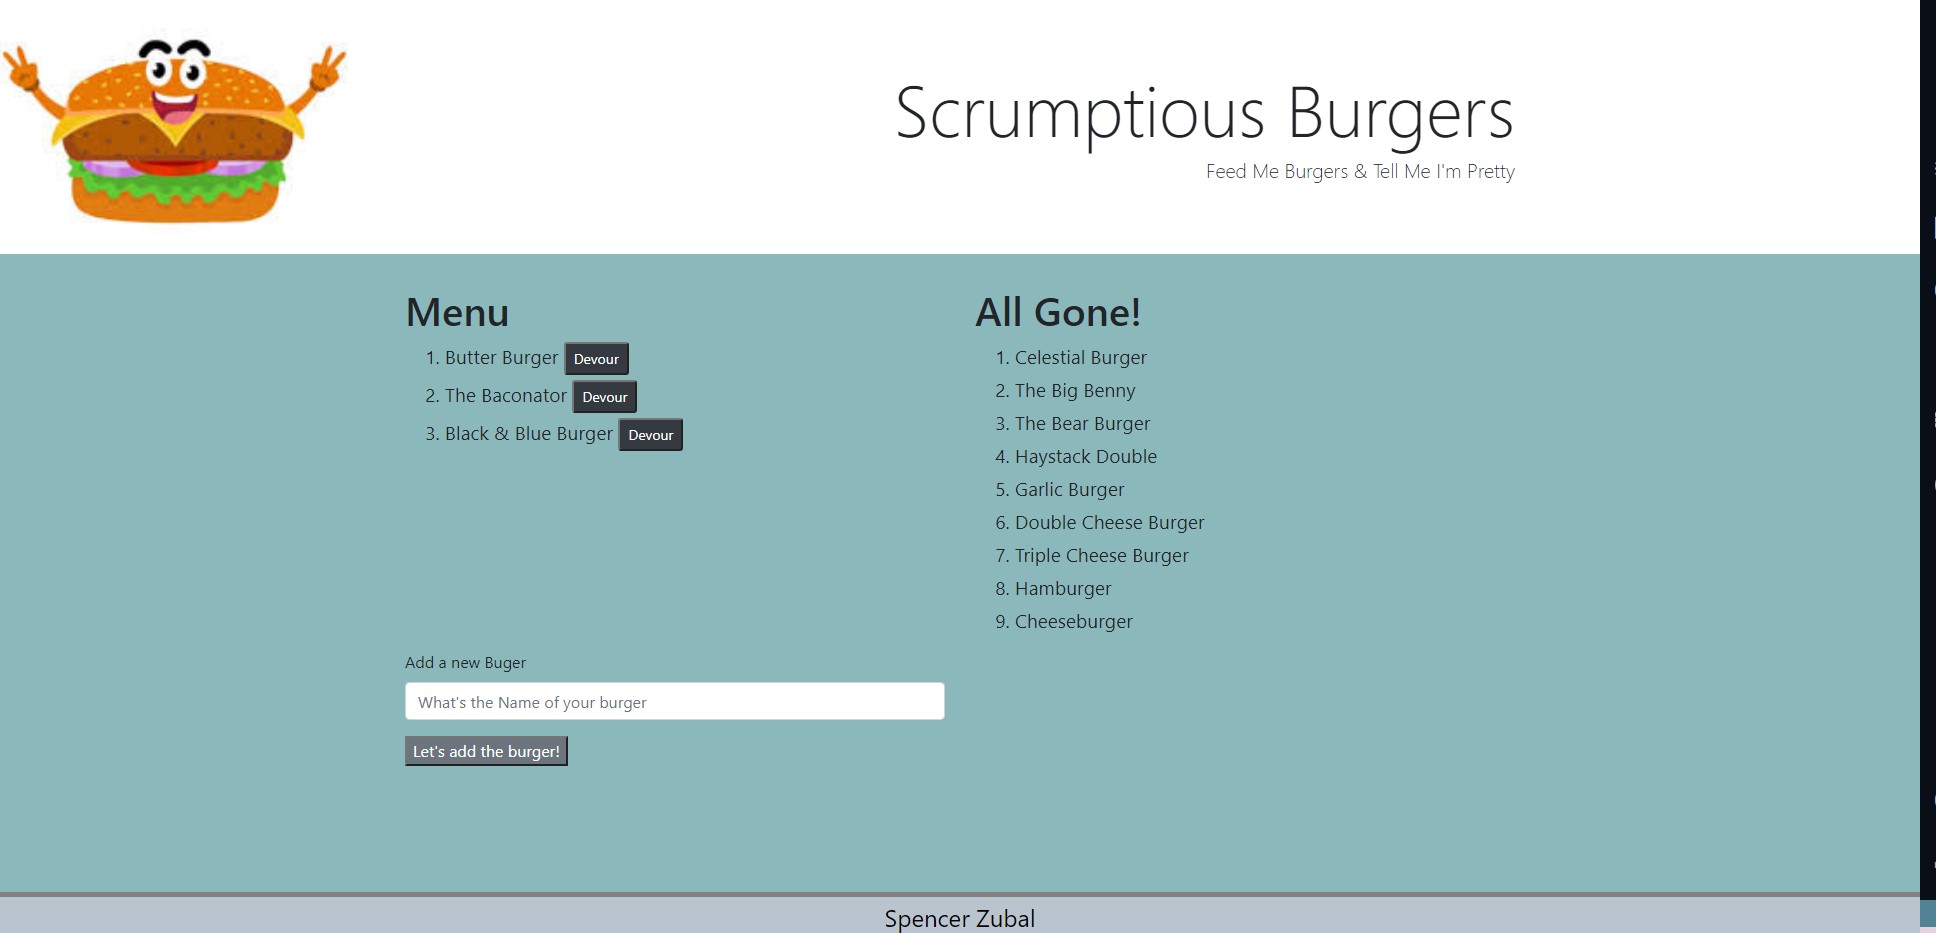 Scrumptious Burgers
Feed Me Burgers & Tell Me I'm Pretty
Menu
1. Butter Burger Devour
2. The Baconator Devour
3. Black & Blue Burger Devour
All Gone!
1. Celestial Burger
2. The Big Benny
3. The Bear Burger
4. Haystack Double
5. Garlic Burger
6. Double Cheese Burger
7. Triple Cheese Burger
8. Hamburger
9. Cheeseburger
Add a new Buger
What's the Name of your burger
Let's add the burger!
Spencer Zubal